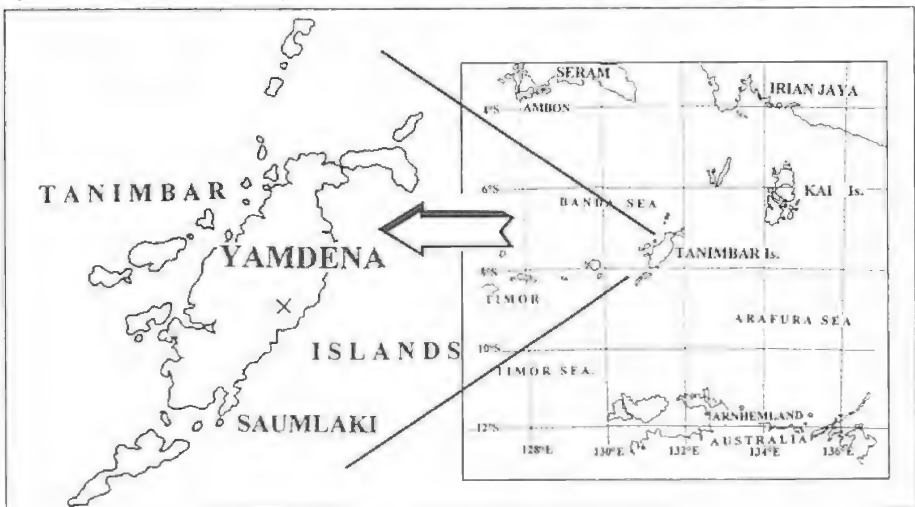 TANIMBAR
YAMDENA
×
ISLANDS
SAUMLAKI
SERAM
AMBON
IRIAN JAYA
4°S
6°S
KAI Is.
BANDA SEA
TANIMBAR Is.
8°S
TIMOR
ARAFURA SEA
10°S
TIMOR SEA.
ARNHEMLAND
12°S
AUSTRALIA
128°E 130°E 132°E 134°E 136°E